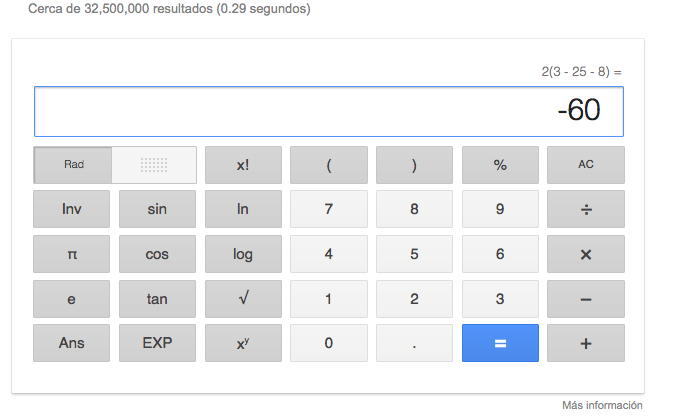 Cerca de 32,500,000 resultados (0.29 segundos)
2(3 - 25 - 8) =
-60
Rad x! ( ) % AC
Inv sin ln 7 8 9 ÷
π cos log 4 5 6 ×
e tan √ 1 2 3 −
Ans EXP xʸ 0 . = +
Más información